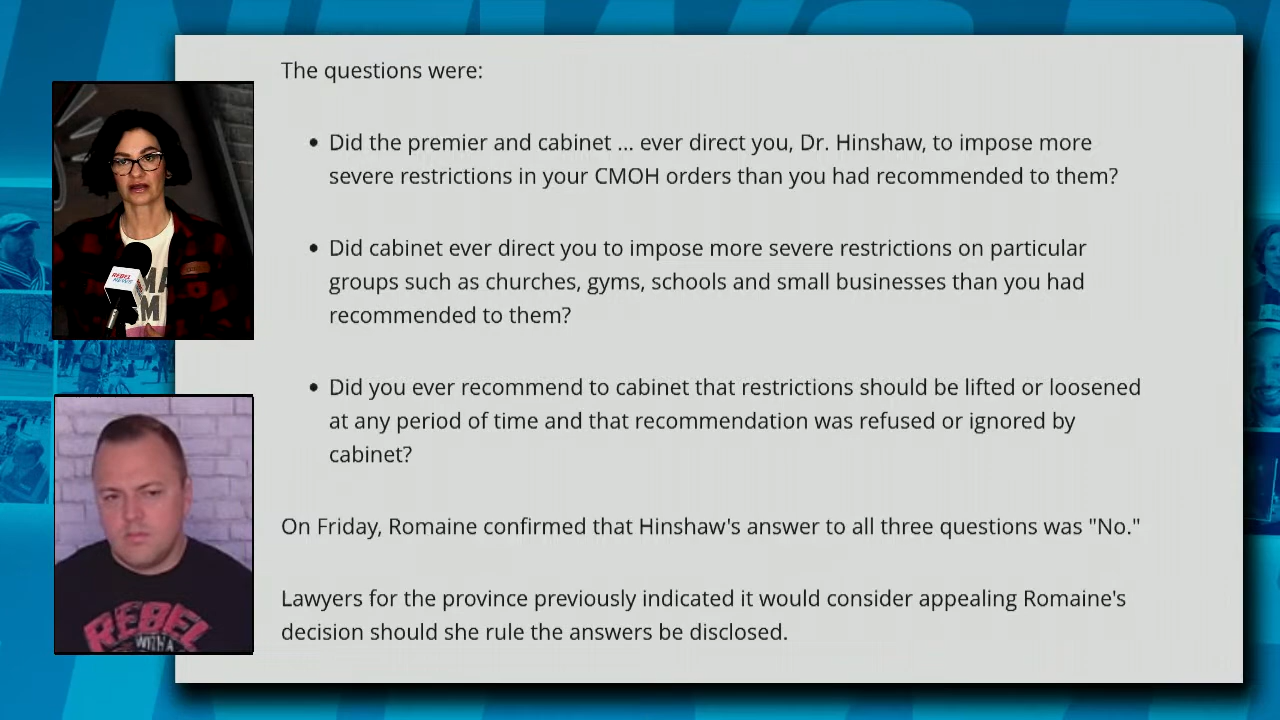 The questions were:
• Did the premier and cabinet ... ever direct you, Dr. Hinshaw, to impose more
severe restrictions in your CMOH orders than you had recommended to them?
• Did cabinet ever direct you to impose more severe restrictions on particular
groups such as churches, gyms, schools and small businesses than you had
recommended to them?
• Did you ever recommend to cabinet that restrictions should be lifted or loosened
at any period of time and that recommendation was refused or ignored by
cabinet?
On Friday, Romaine confirmed that Hinshaw's answer to all three questions was "No."
Lawyers for the province previously indicated it would consider appealing Romaine's
decision should she rule the answers be disclosed.
REBEL
NEWS
REBEL
WITH A